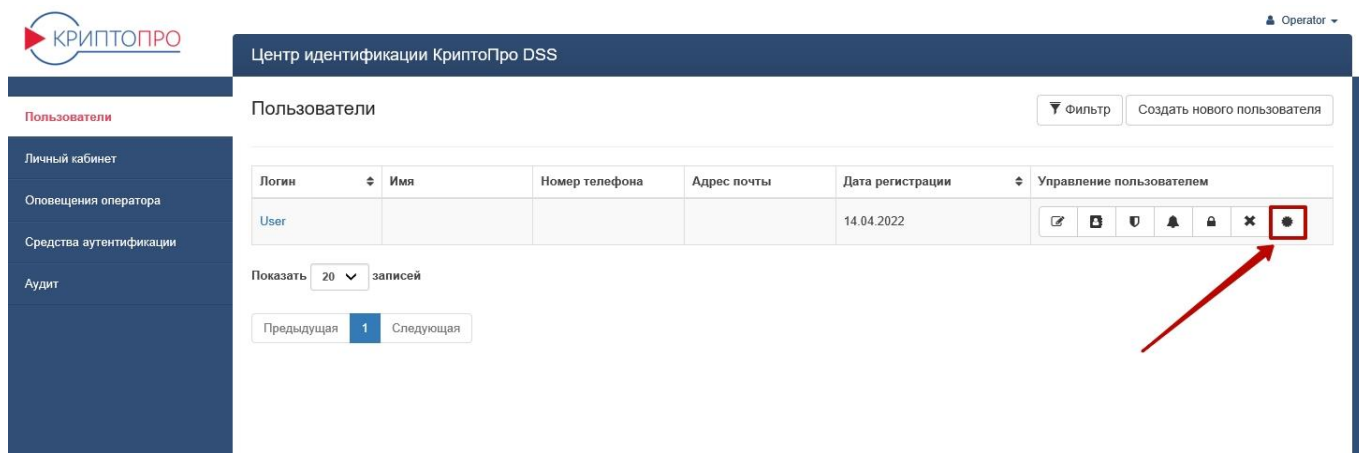 КРИПТОПРО
Operator
Центр идентификации КриптоПро DSS
Пользователи
Личный кабинет
Оповещения оператора
Средства аутентификации
Аудит
Пользователи
Фильтр
Создать нового пользователя
Логин Имя Номер телефона Адрес почты Дата регистрации Управление пользователем
User 14.04.2022
Показать 20 записей
Предыдущая 1 Следующая